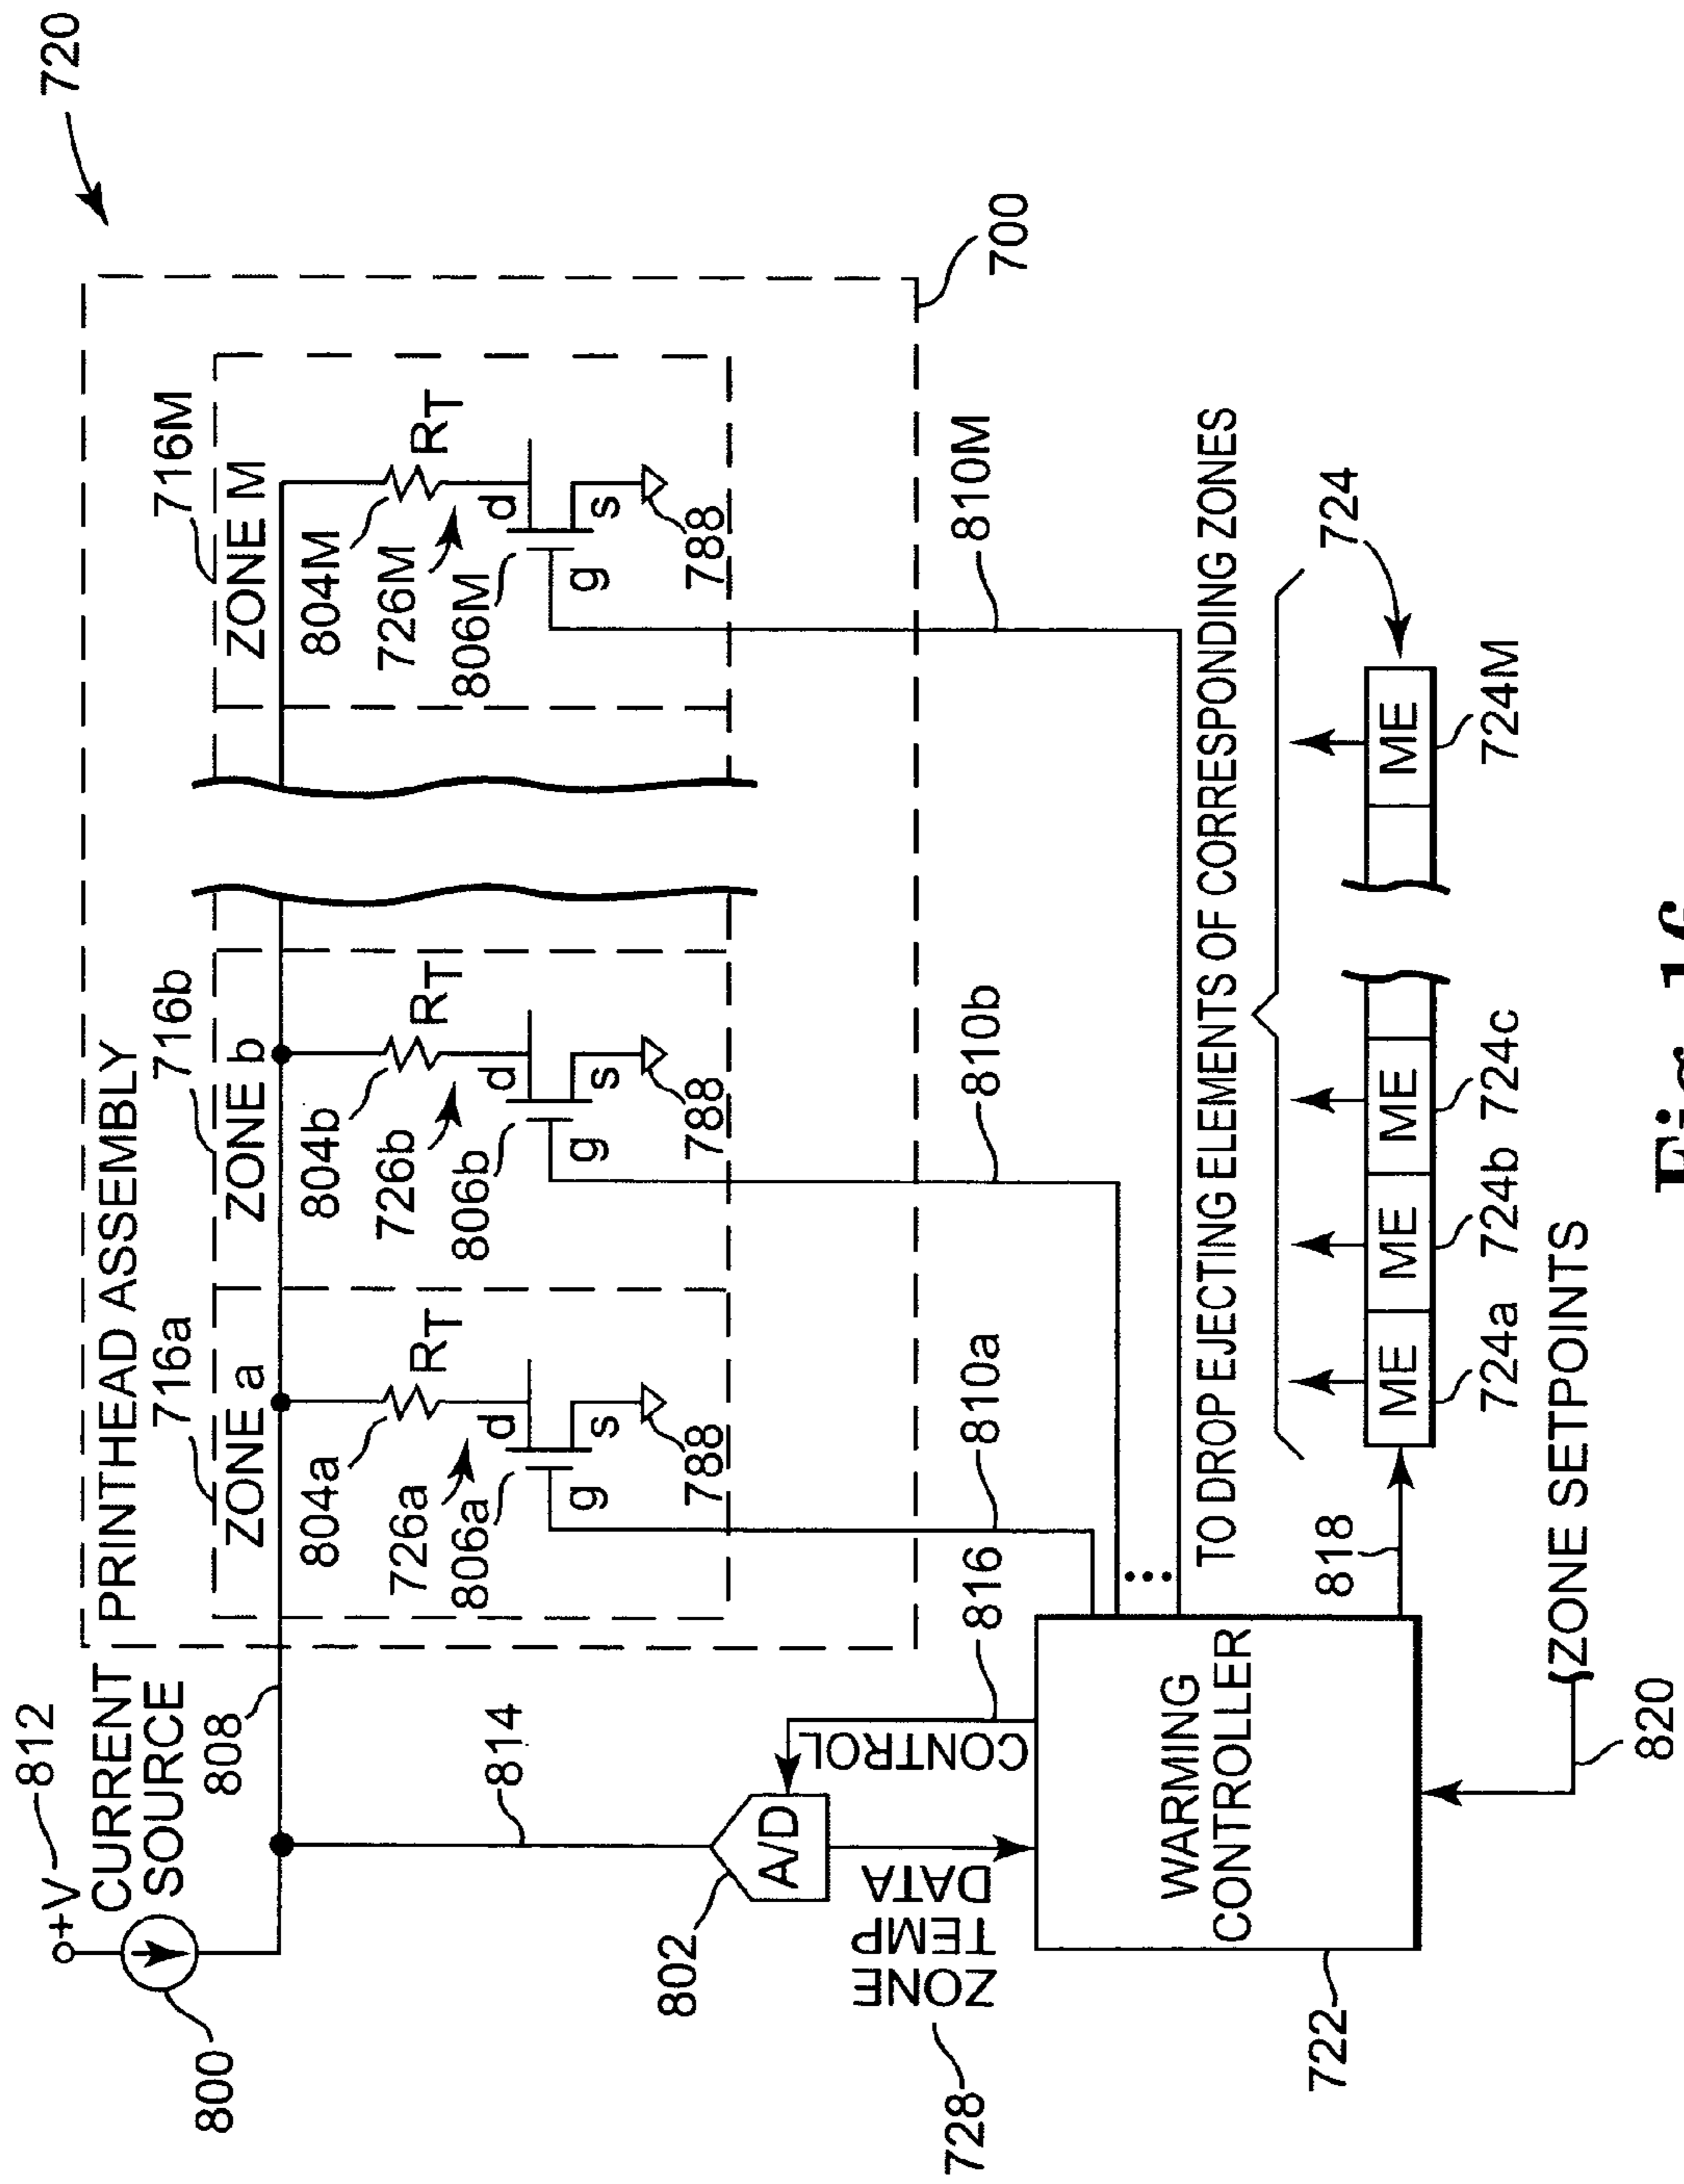 720
+V
812
CURRENT
SOURCE
800
808
PRINTHEAD ASSEMBLY
716a
716b
716M
ZONE a
ZONE b
ZONE M
804a
RT
804b
RT
804M
RT
726a
726b
726M
806a
d
g
s
806b
d
g
s
806M
d
g
s
788
788
788
700
814
802
A/D
CONTROL
816
810a
810b
810M
ZONE
TEMP
DATA
728
WARMING
CONTROLLER
722
TO DROP EJECTING ELEMENTS OF CORRESPONDING ZONES
818
724
ME
ME
ME
ME
724a
724b
724c
724M
ZONE SETPOINTS
820